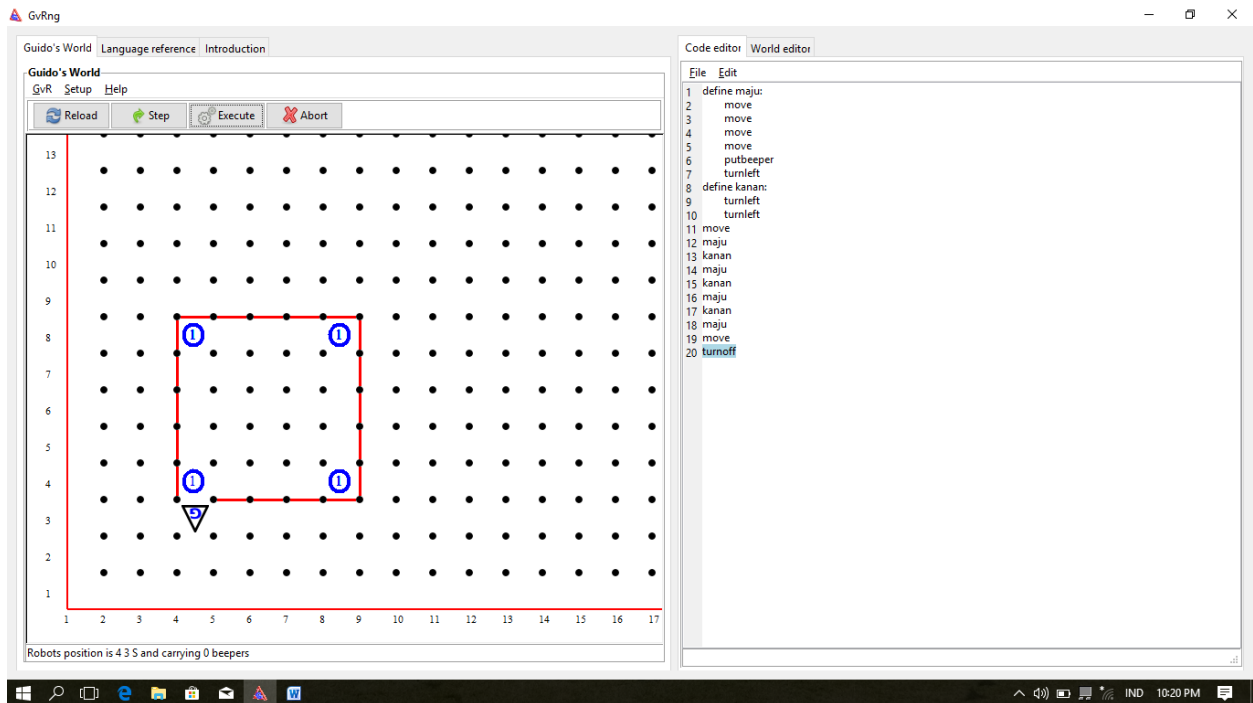 GvRng
Guido's World Language reference Introduction
Guido's World
GvR Setup Help
Reload Step Execute Abort
13
12
11
10
9
8
7
6
5
4
3
2
1
1 1
1 1
G
1 2 3 4 5 6 7 8 9 10 11 12 13 14 15 16 17
Robots position is 4 3 S and carrying 0 beepers
Code editor World editor
File Edit
1 define maju:
2 move
3 move
4 move
5 move
6 putbeeper
7 turnleft
8 define kanan:
9 turnleft
10 turnleft
11 move
12 maju
13 kanan
14 maju
15 kanan
16 maju
17 kanan
18 maju
19 move
20 turnoff
IND 10:20 PM